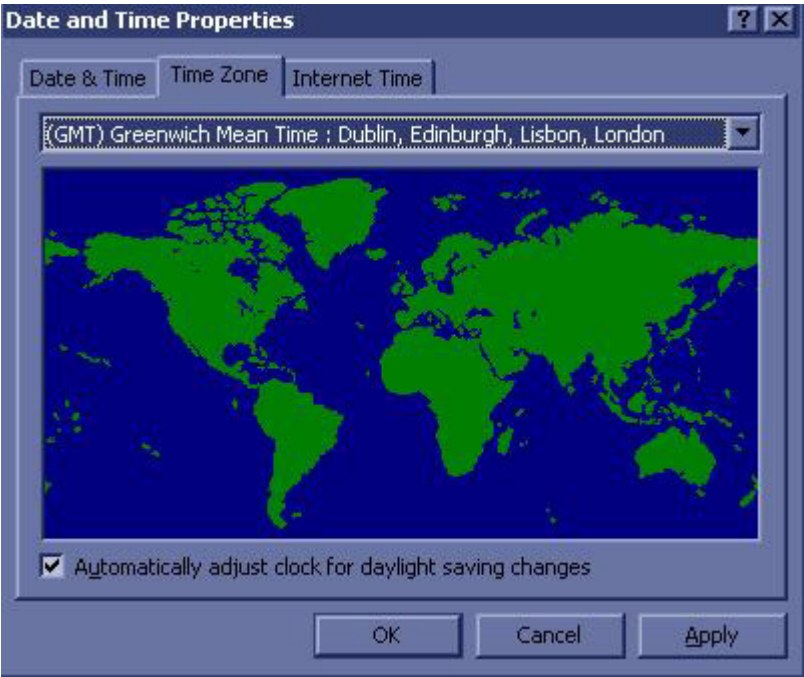 Date and Time Properties
Date & Time Time Zone Internet Time
(GMT) Greenwich Mean Time : Dublin, Edinburgh, Lisbon, London
Automatically adjust clock for daylight saving changes
OK Cancel Apply